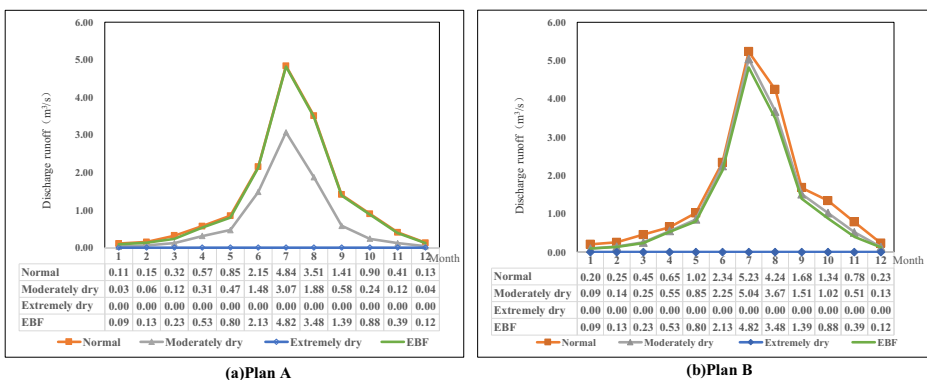 6.00
5.00
4.00
3.00
2.00
1.00
0.00
Discharge runoff（m³/s）
1 2 3 4 5 6 7 8 9 10 11 12 Month
Normal 0.11 0.15 0.32 0.57 0.85 2.15 4.84 3.51 1.41 0.90 0.41 0.13
Moderately dry 0.03 0.06 0.12 0.31 0.47 1.48 3.07 1.88 0.58 0.24 0.12 0.04
Extremely dry 0.00 0.00 0.00 0.00 0.00 0.00 0.00 0.00 0.00 0.00 0.00 0.00
EBF 0.09 0.13 0.23 0.53 0.80 2.13 4.82 3.48 1.39 0.88 0.39 0.12
Normal Moderately dry Extremely dry EBF
(a)Plan A
6.00
5.00
4.00
3.00
2.00
1.00
0.00
Discharge runoff（m³/s）
1 2 3 4 5 6 7 8 9 10 11 12 Month
Normal 0.20 0.25 0.45 0.65 1.02 2.34 5.23 4.24 1.68 1.34 0.78 0.23
Moderately dry 0.09 0.14 0.25 0.55 0.85 2.25 5.04 3.67 1.51 1.02 0.51 0.13
Extremely dry 0.00 0.00 0.00 0.00 0.00 0.00 0.00 0.00 0.00 0.00 0.00 0.00
EBF 0.09 0.13 0.23 0.53 0.80 2.13 4.82 3.48 1.39 0.88 0.39 0.12
Normal Moderately dry Extremely dry EBF
(b)Plan B